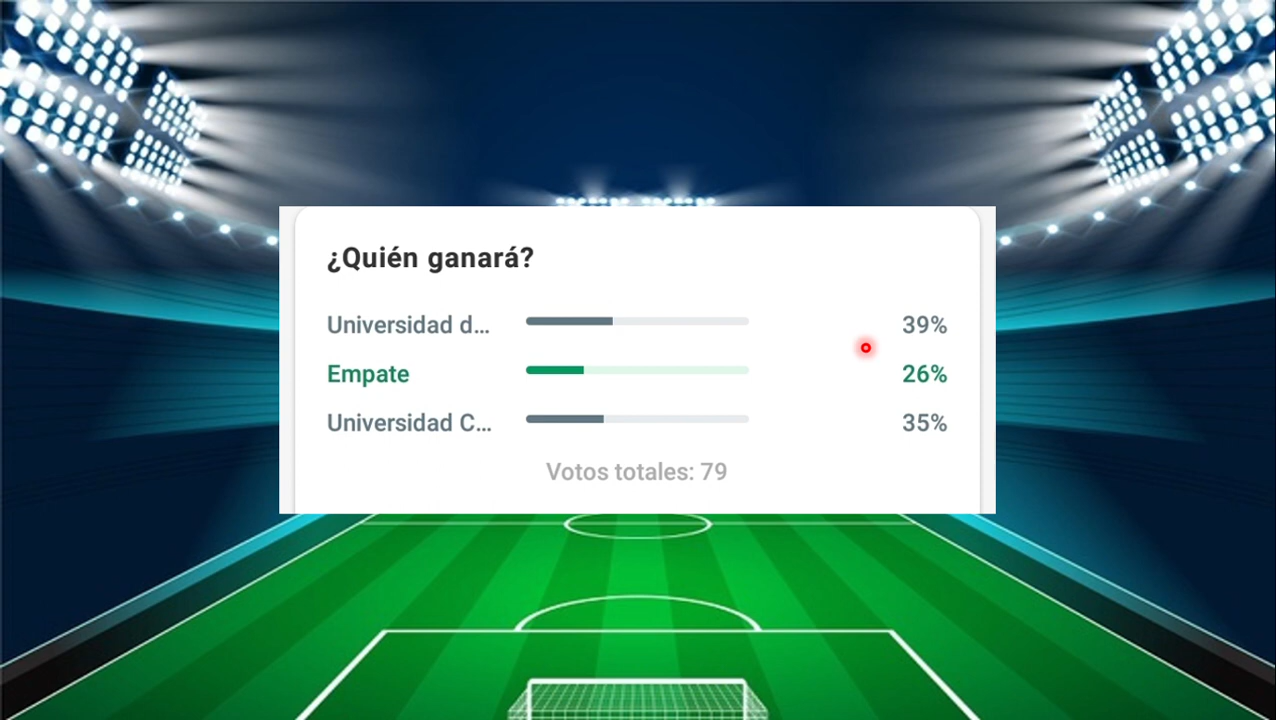 ¿Quién ganará?
Universidad d... 39%
Empate 26%
Universidad C... 35%
Votos totales: 79